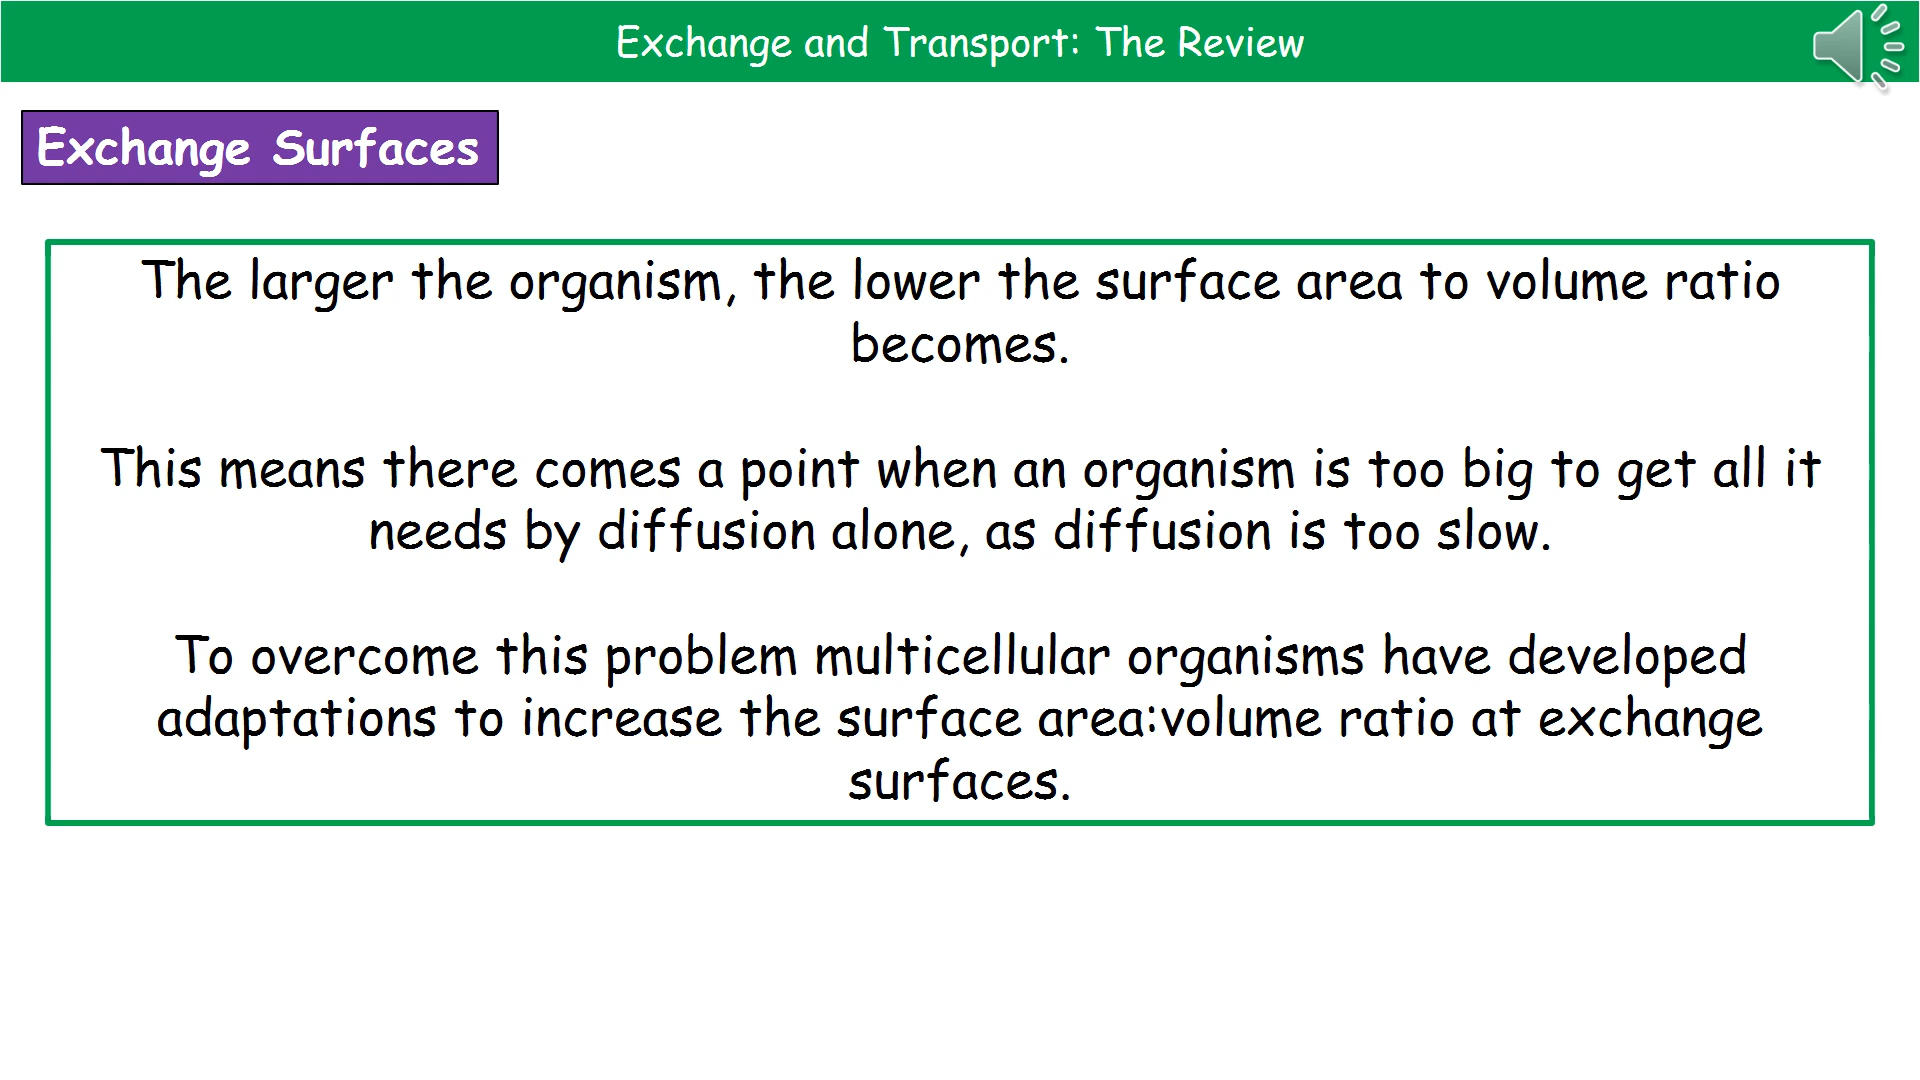 Exchange and Transport: The Review
Exchange Surfaces
The larger the organism, the lower the surface area to volume ratio
becomes.
This means there comes a point when an organism is too big to get all it
needs by diffusion alone, as diffusion is too slow.
To overcome this problem multicellular organisms have developed
adaptations to increase the surface area:volume ratio at exchange
surfaces.